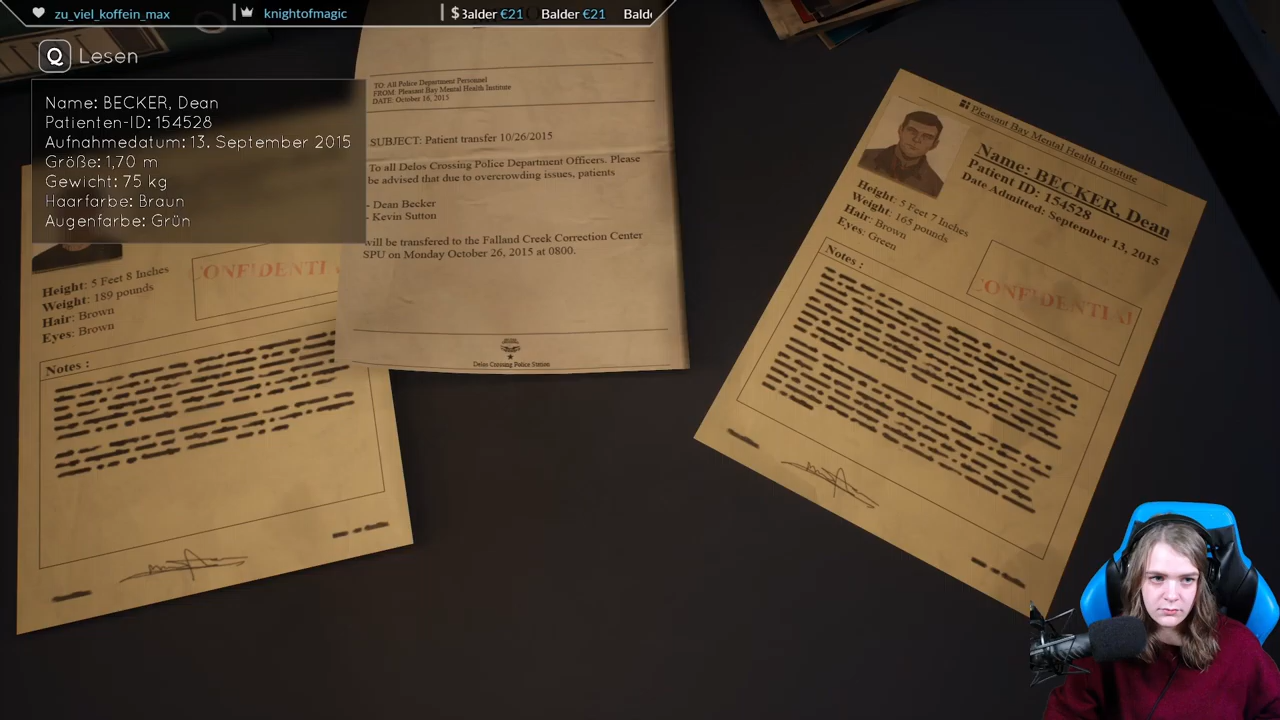 zu_viel_koffein_max
knightofmagic
$ Balder €21 Balder €21 Bald
Q Lesen
Name: BECKER, Dean
Patienten-ID: 154528
Aufnahmedatum: 13. September 2015
Größe: 1,70 m
Gewicht: 75 kg
Haarfarbe: Braun
Augenfarbe: Grün
Height: 5 Feet 8 Inches
Weight: 189 pounds
Hair: Brown
Eyes: Brown
CONFIDENTI
Notes :
TO: All Police Department Personnel
FROM: Pleasant Bay Mental Health Institute
DATE: October 16, 2015
SUBJECT: Patient transfer 10/26/2015
To all Delos Crossing Police Department Officers. Please
be advised that due to overcrowding issues, patients
- Dean Becker
- Kevin Sutton
will be transfered to the Falland Creek Correction Center
SPU on Monday October 26, 2015 at 0800.
Delos Crossing Police Station
Pleasant Bay Mental Health Institute
Name: BECKER, Dean
Patient ID: 154528
Date Admitted: September 13, 2015
Height: 5 Feet 7 Inches
Weight: 165 pounds
Hair: Brown
Eyes: Green
CONFIDENTIAL
Notes :